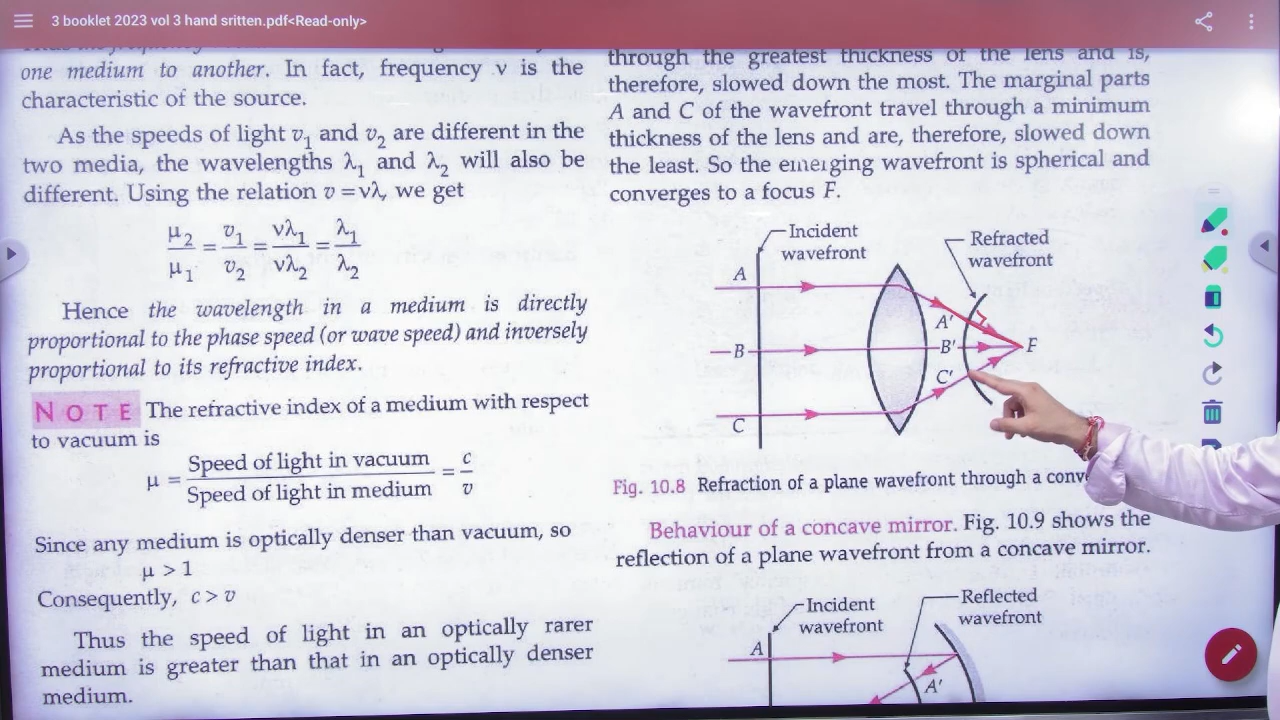 3 booklet 2023 vol 3 hand sritten.pdf<Read-only>
one medium to another. In fact, frequency ν is the
characteristic of the source.
As the speeds of light v₁ and v₂ are different in the
two media, the wavelengths λ₁ and λ₂ will also be
different. Using the relation v = νλ, we get
μ₂/μ₁ = v₁/v₂ = νλ₁/νλ₂ = λ₁/λ₂
Hence the wavelength in a medium is directly
proportional to the phase speed (or wave speed) and inversely
proportional to its refractive index.
NOTE The refractive index of a medium with respect
to vacuum is
μ = Speed of light in vacuum / Speed of light in medium = c/v
Since any medium is optically denser than vacuum, so
μ > 1
Consequently, c > v
Thus the speed of light in an optically rarer
medium is greater than that in an optically denser
medium.
through the greatest thickness of the lens and is,
therefore, slowed down the most. The marginal parts
A and C of the wavefront travel through a minimum
thickness of the lens and are, therefore, slowed down
the least. So the emerging wavefront is spherical and
converges to a focus F.
Incident
wavefront
Refracted
wavefront
A
A'
B
B'
F
C'
C
Fig. 10.8 Refraction of a plane wavefront through a
Behaviour of a concave mirror. Fig. 10.9 shows the
reflection of a plane wavefront from a concave mirror.
Incident
wavefront
Reflected
wavefront
A
A'